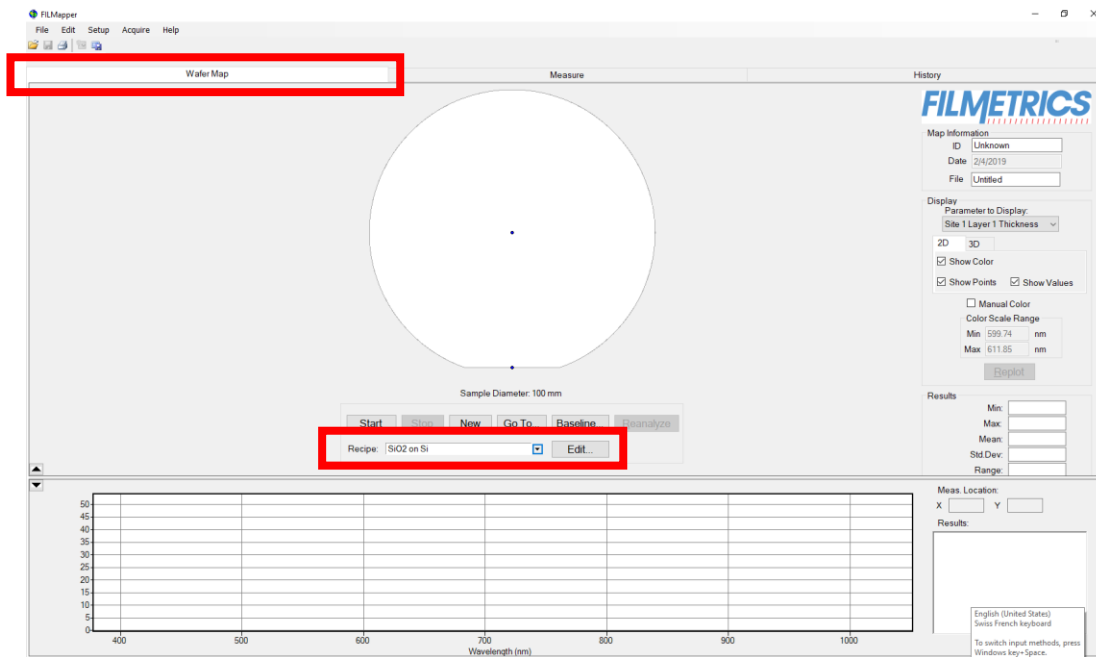 FILMapper
File Edit Setup Acquire Help
Wafer Map
Measure
History
FILMETRICS
Map Information
ID Unknown
Date 2/4/2019
File Untitled
Display
Parameter to Display:
Site 1 Layer 1 Thickness
2D 3D
Show Color
Show Points Show Values
Manual Color
Color Scale Range
Min 599.74 nm
Max 611.85 nm
Replot
Sample Diameter: 100 mm
Start Stop New Go To... Baseline... Reanalyze
Recipe: SiO2 on Si Edit...
Results
Min:
Max:
Mean:
Std.Dev:
Range:
50
45
40
35
30
25
20
15
10
5
0
400 500 600 700 800 900 1000
Wavelength (nm)
Meas. Location:
X Y
Results:
English (United States)
Swiss French keyboard
To switch input methods, press
Windows key+Space.